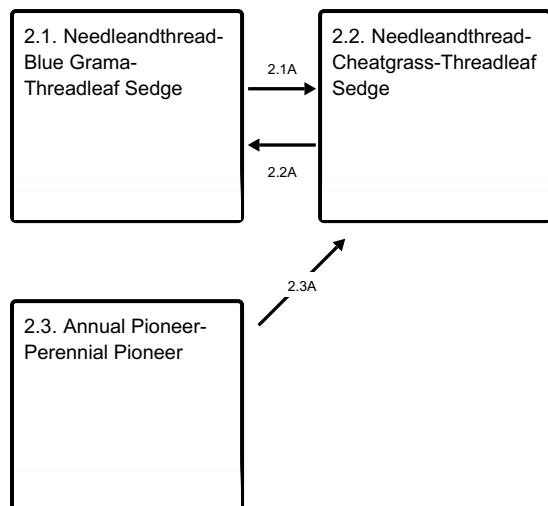 2.1. Needleandthread-
Blue Grama-
Threadleaf Sedge
2.1A
2.2. Needleandthread-
Cheatgrass-Threadleaf
Sedge
2.2A
2.3A
2.3. Annual Pioneer-
Perennial Pioneer